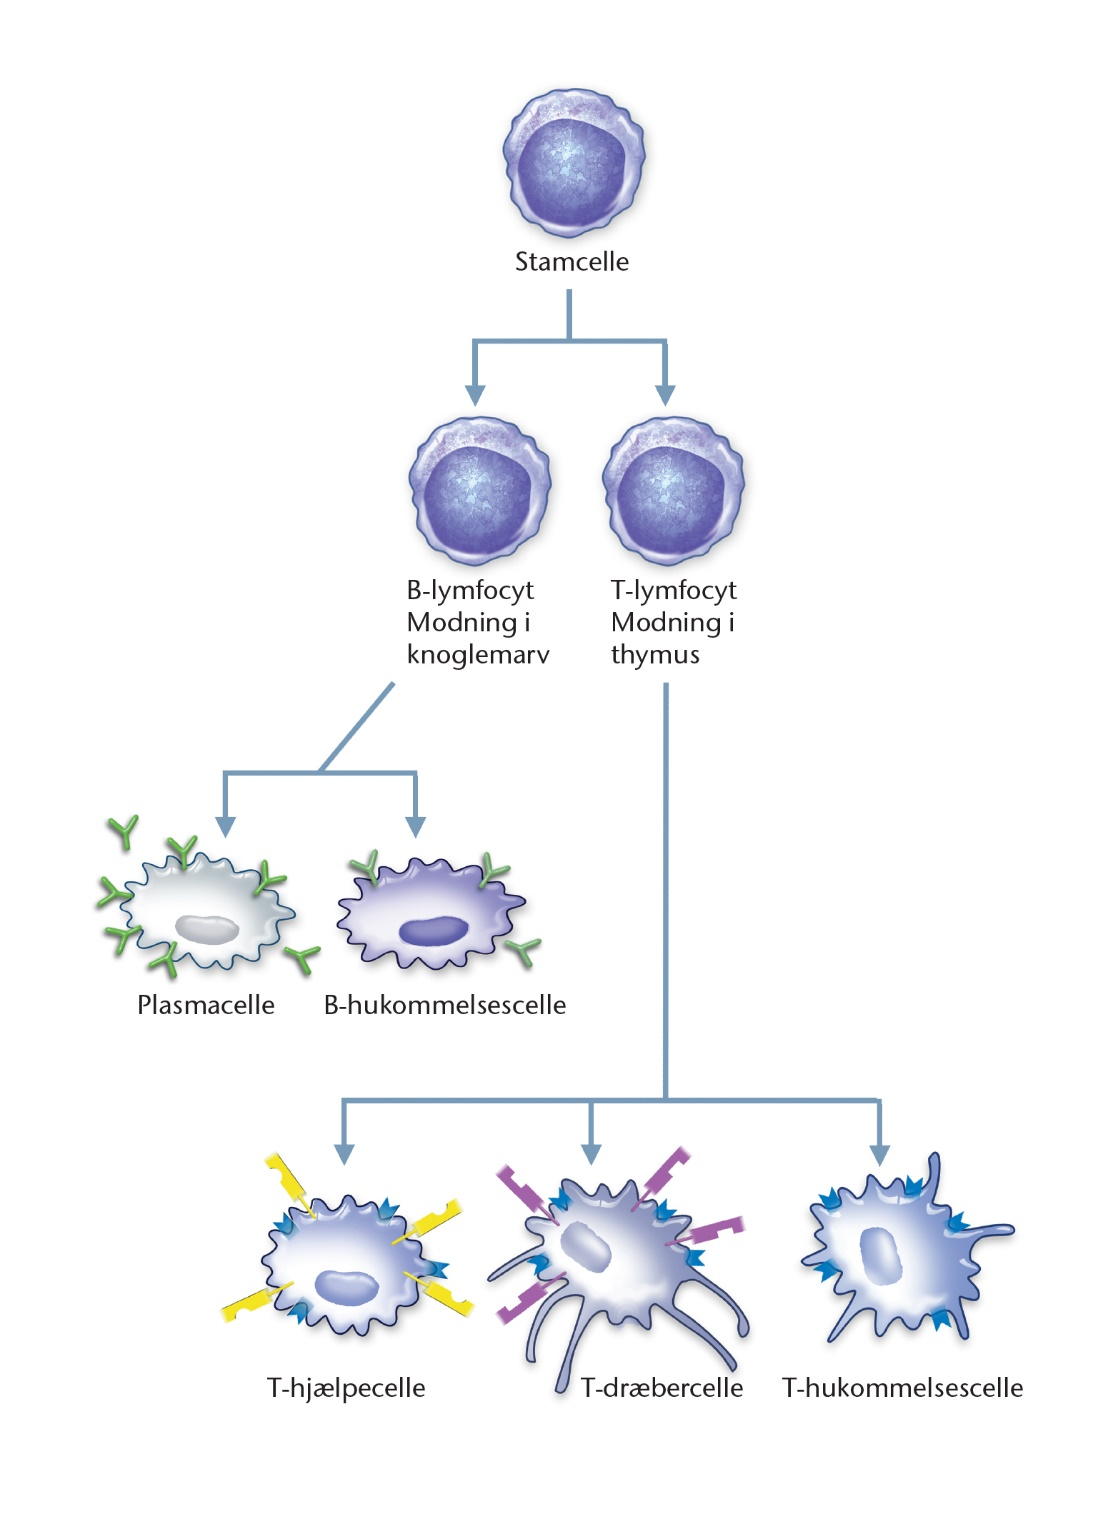 Stamcelle
B-lymfocyt
Modning i
knoglemarv
T-lymfocyt
Modning i
thymus
Plasmacelle
B-hukommelsescelle
T-hjælpecelle
T-dræbercelle
T-hukommelsescelle